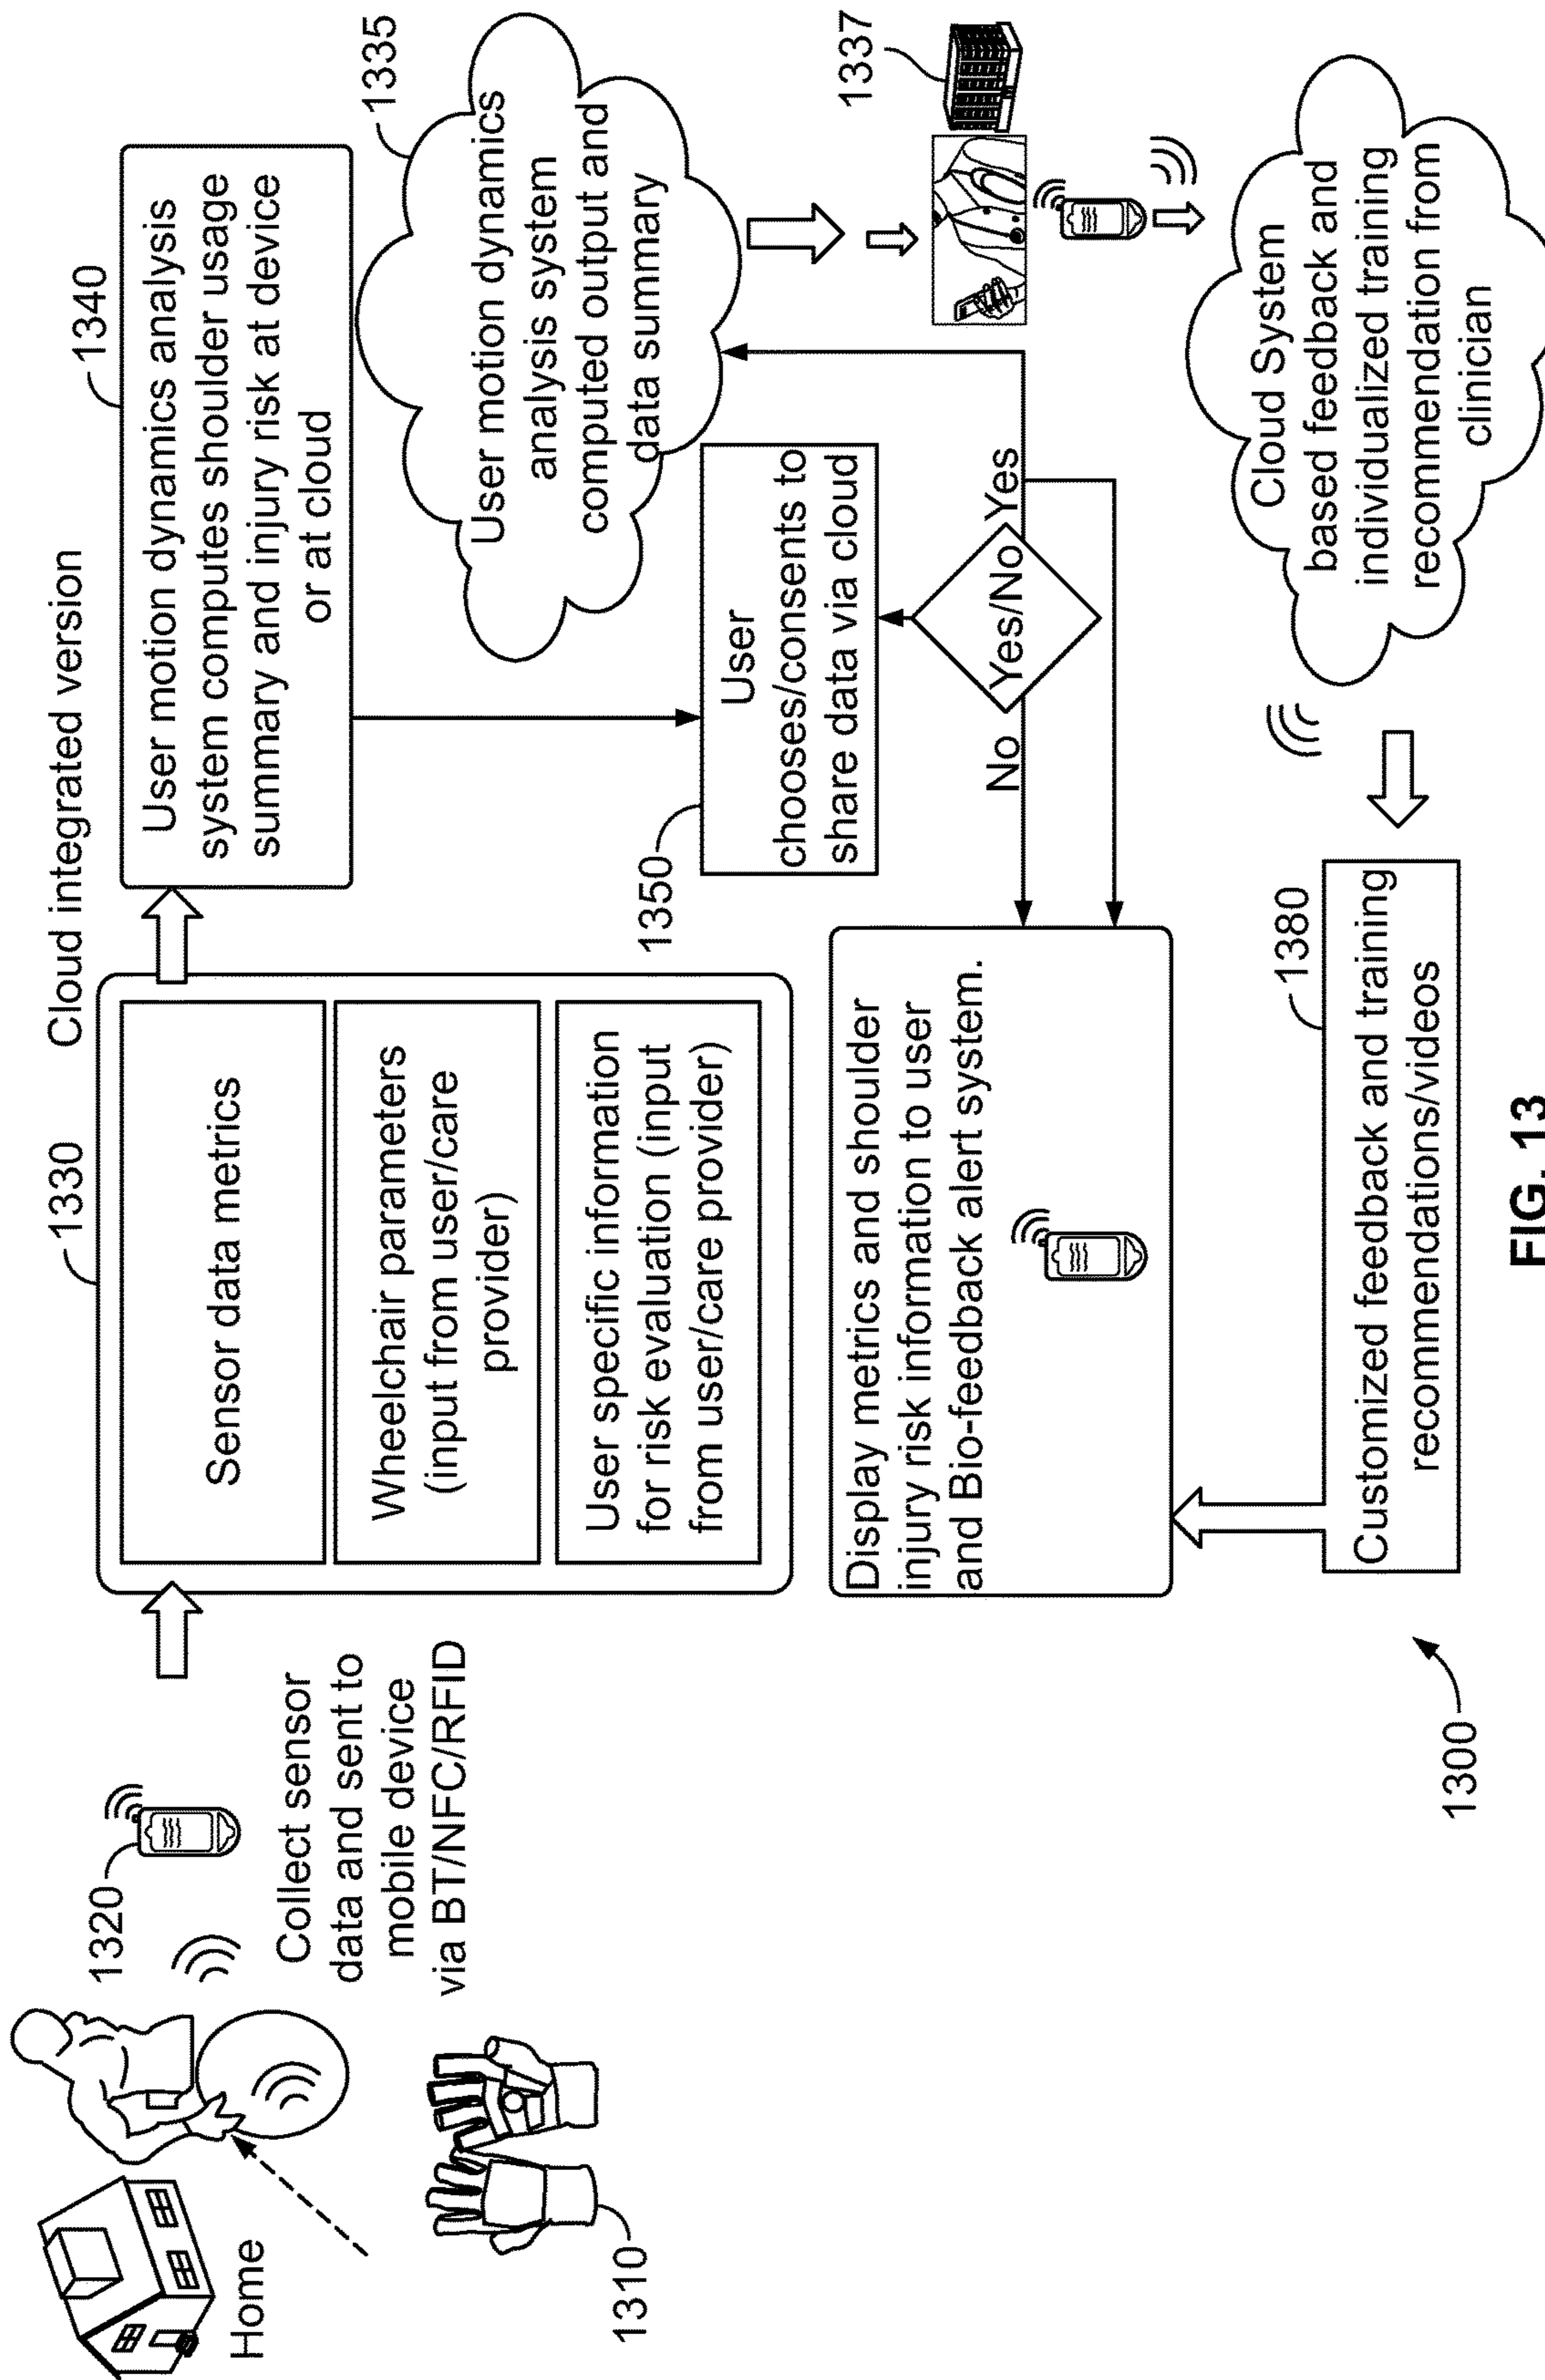 Cloud integrated version
Home
1310
1320
Collect sensor
data and sent to
mobile device
via BT/NFC/RFID
1330
Sensor data metrics
Wheelchair parameters
(input from user/care
provider)
User specific information
for risk evaluation (input
from user/care provider)
1340
User motion dynamics analysis
system computes shoulder usage
summary and injury risk at device
or at cloud
1335
User motion dynamics
analysis system
computed output and
data summary
1350
User
chooses/consents to
share data via cloud
No
Yes/No
Yes
1337
Display metrics and shoulder
injury risk information to user
and Bio-feedback alert system.
Cloud System
based feedback and
individualized training
recommendation from
clinician
1380
Customized feedback and training
recommendations/videos
1300
FIG. 13